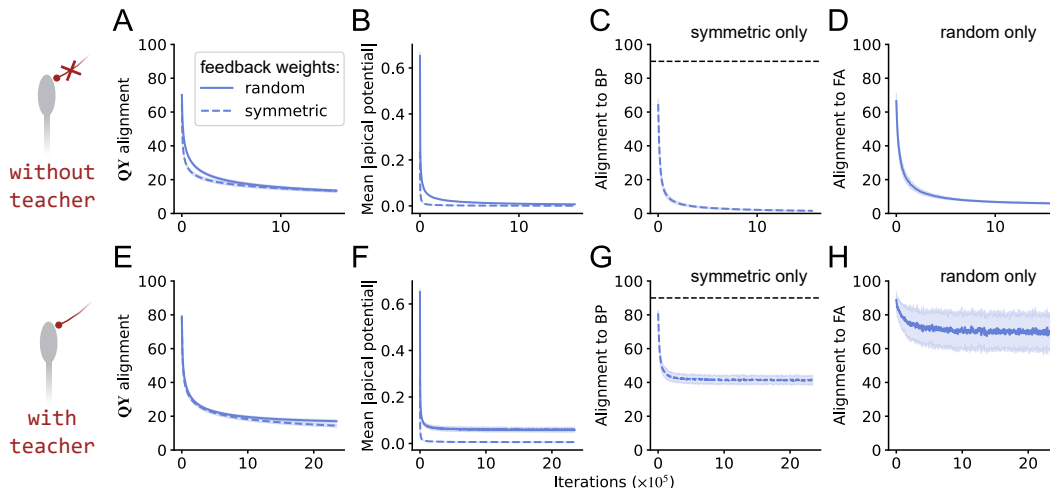 A
B
C
D
symmetric only
random only
100
80
60
40
20
0
QY alignment
10
feedback weights:
random
symmetric
0.6
0.4
0.2
0.0
Mean |apical potential|
0
10
100
80
60
40
20
0
Alignment to BP
0
10
100
80
60
40
20
0
Alignment to FA
0
10
without
teacher
E
F
G
H
symmetric only
random only
100
80
60
40
20
0
QY alignment
0
10
20
0.6
0.4
0.2
0.0
Mean |apical potential|
0
10
20
100
80
60
40
20
0
Alignment to BP
0
10
20
100
80
60
40
20
0
Alignment to FA
0
10
20
with
teacher
Iterations (×10⁵)